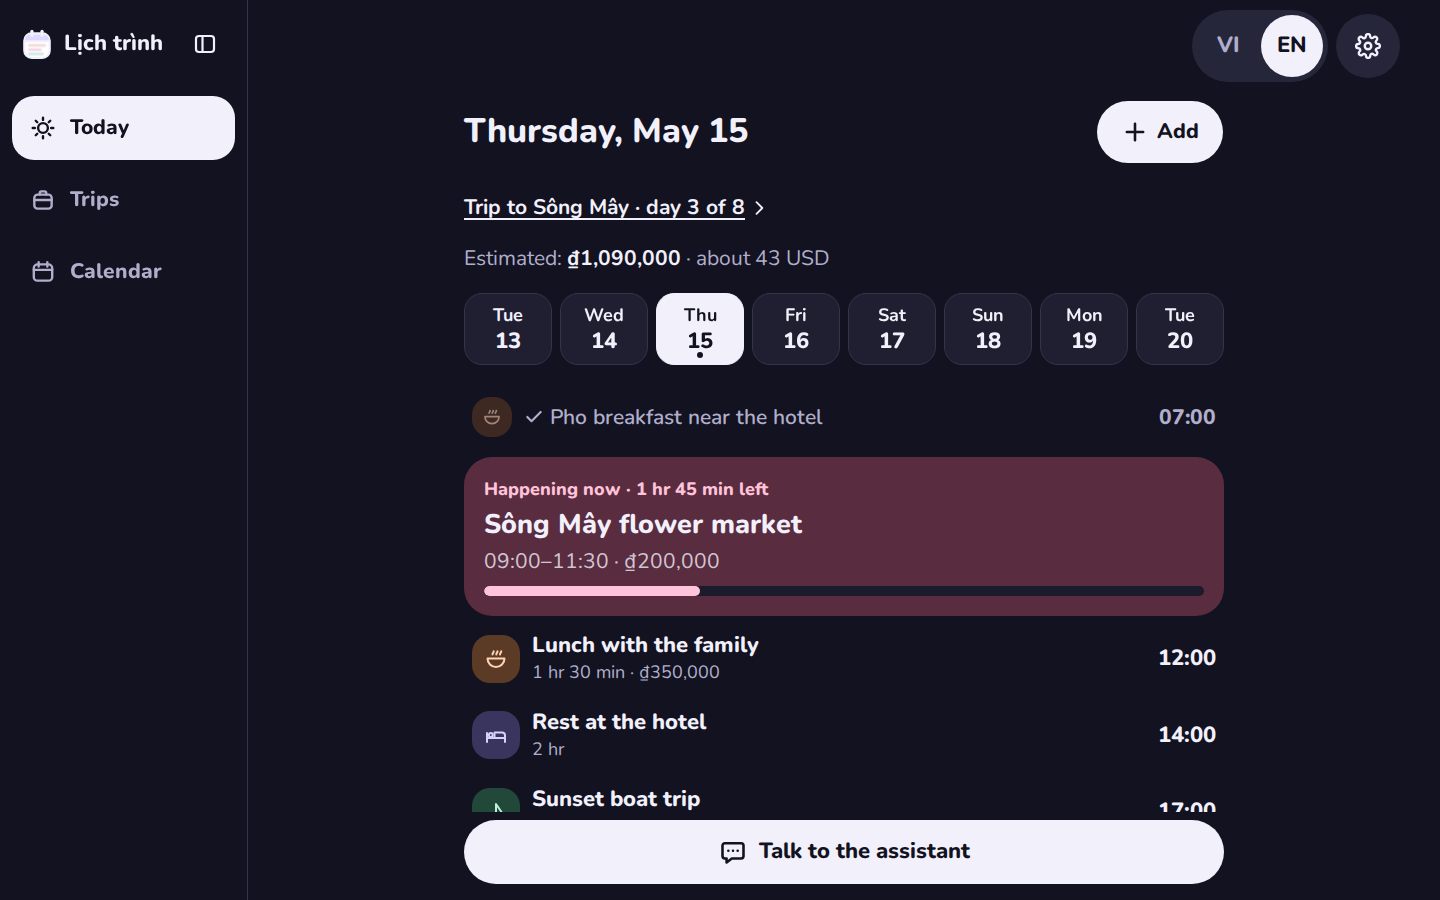 Lịch trình
VI
EN
Today
Trips
Calendar
Thursday, May 15
Add
Trip to Sông Mây · day 3 of 8
Estimated: ₫1,090,000 · about 43 USD
Tue Wed Thu Fri Sat Sun Mon Tue
13 14 15 16 17 18 19 20
Pho breakfast near the hotel 07:00
Happening now · 1 hr 45 min left
Sông Mây flower market
09:00–11:30 · ₫200,000
Lunch with the family 12:00
1 hr 30 min · ₫350,000
Rest at the hotel 14:00
2 hr
Sunset boat trip 17:00
Talk to the assistant